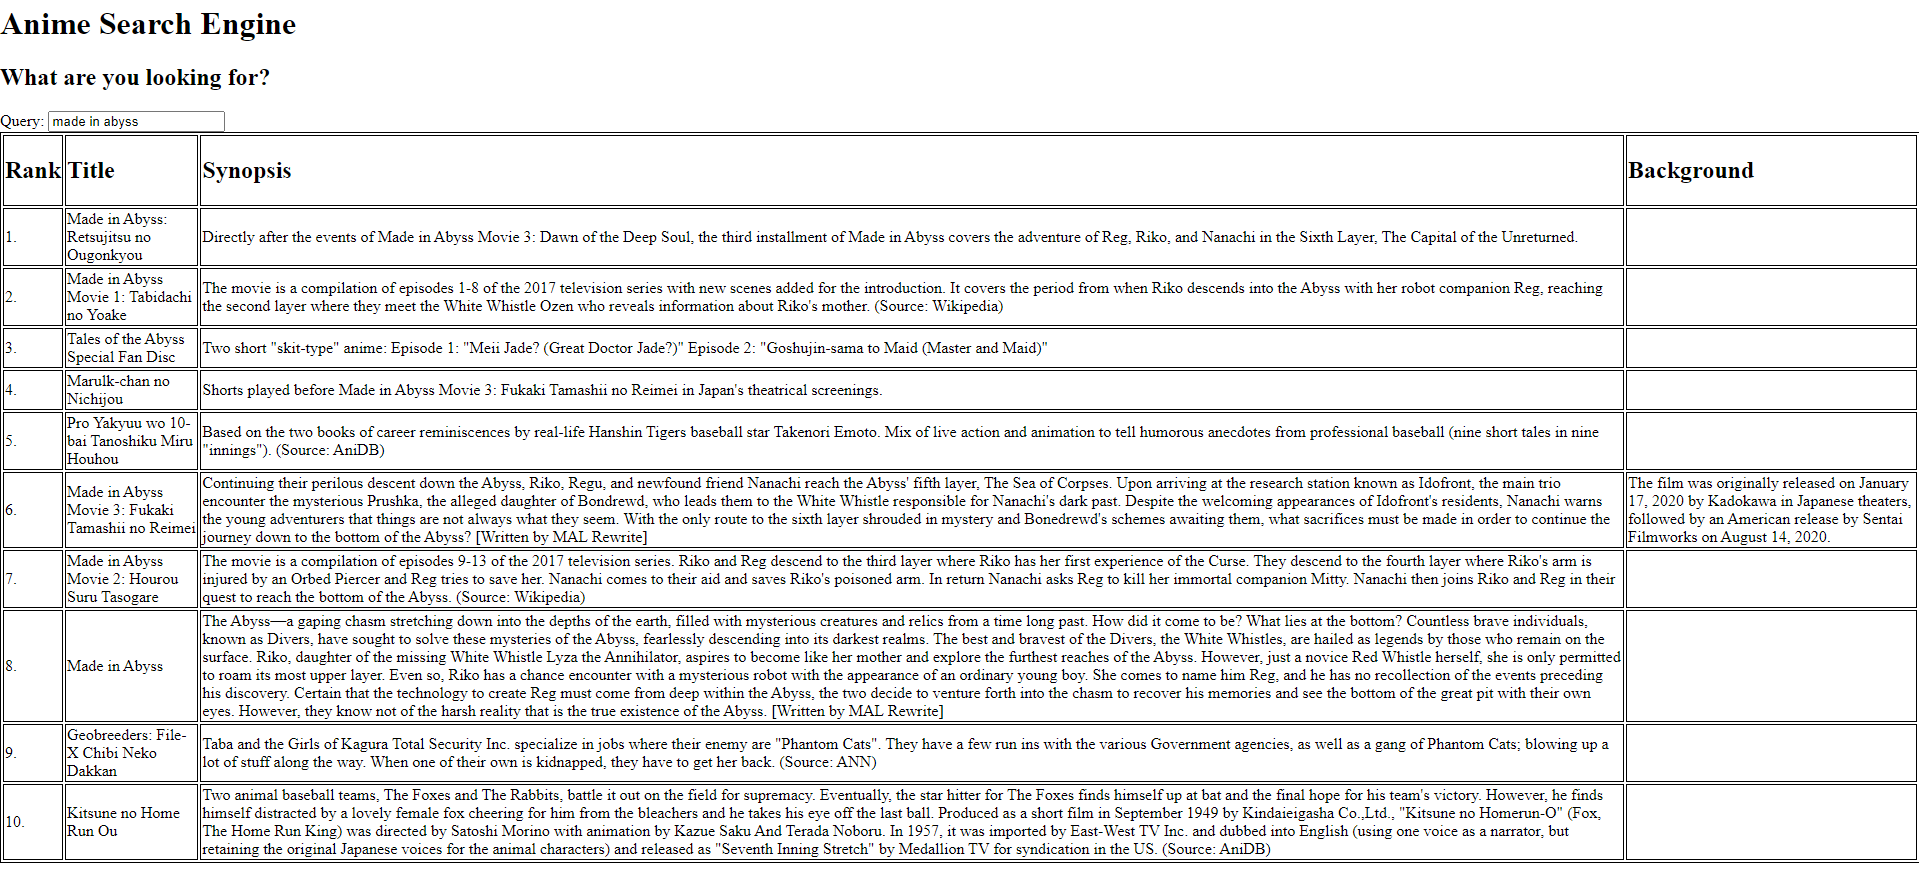 Anime Search Engine
What are you looking for?
Query: made in abyss
Rank Title Synopsis Background
1.
Made in Abyss:
Retsujitsu no
Ougonkyou
Directly after the events of Made in Abyss Movie 3: Dawn of the Deep Soul, the third installment of Made in Abyss covers the adventure of Reg, Riko, and Nanachi in the Sixth Layer, The Capital of the Unreturned.
2.
Made in Abyss
Movie 1: Tabidachi
no Yoake
The movie is a compilation of episodes 1-8 of the 2017 television series with new scenes added for the introduction. It covers the period from when Riko descends into the Abyss with her robot companion Reg, reaching
the second layer where they meet the White Whistle Ozen who reveals information about Riko's mother. (Source: Wikipedia)
3.
Tales of the Abyss
Special Fan Disc
Two short "skit-type" anime: Episode 1: "Meii Jade? (Great Doctor Jade?)" Episode 2: "Goshujin-sama to Maid (Master and Maid)"
4.
Marulk-chan no
Nichijou
Shorts played before Made in Abyss Movie 3: Fukaki Tamashii no Reimei in Japan's theatrical screenings.
5.
Pro Yakyuu wo 10-
bai Tanoshiku Miru
Houhou
Based on the two books of career reminiscences by real-life Hanshin Tigers baseball star Takenori Emoto. Mix of live action and animation to tell humorous anecdotes from professional baseball (nine short tales in nine
"innings"). (Source: AniDB)
6.
Made in Abyss
Movie 3: Fukaki
Tamashii no Reimei
Continuing their perilous descent down the Abyss, Riko, Regu, and newfound friend Nanachi reach the Abyss' fifth layer, The Sea of Corpses. Upon arriving at the research station known as Idofront, the main trio
encounter the mysterious Prushka, the alleged daughter of Bondrewd, who leads them to the White Whistle responsible for Nanachi's dark past. Despite the welcoming appearances of Idofront's residents, Nanachi warns
the young adventurers that things are not always what they seem. With the only route to the sixth layer shrouded in mystery and Bonedrewd's schemes awaiting them, what sacrifices must be made in order to continue the
journey down to the bottom of the Abyss? [Written by MAL Rewrite]
The film was originally released on January
17, 2020 by Kadokawa in Japanese theaters,
followed by an American release by Sentai
Filmworks on August 14, 2020.
7.
Made in Abyss
Movie 2: Hourou
Suru Tasogare
The movie is a compilation of episodes 9-13 of the 2017 television series. Riko and Reg descend to the third layer where Riko has her first experience of the Curse. They descend to the fourth layer where Riko's arm is
injured by an Orbed Piercer and Reg tries to save her. Nanachi comes to their aid and saves Riko's poisoned arm. In return Nanachi asks Reg to kill her immortal companion Mitty. Nanachi then joins Riko and Reg in their
quest to reach the bottom of the Abyss. (Source: Wikipedia)
8.
Made in Abyss
The Abyss—a gaping chasm stretching down into the depths of the earth, filled with mysterious creatures and relics from a time long past. How did it come to be? What lies at the bottom? Countless brave individuals,
known as Divers, have sought to solve these mysteries of the Abyss, fearlessly descending into its darkest realms. The best and bravest of the Divers, the White Whistles, are hailed as legends by those who remain on the
surface. Riko, daughter of the missing White Whistle Lyza the Annihilator, aspires to become like her mother and explore the furthest reaches of the Abyss. However, just a novice Red Whistle herself, she is only permitted
to roam its most upper layer. Even so, Riko has a chance encounter with a mysterious robot with the appearance of an ordinary young boy. She comes to name him Reg, and he has no recollection of the events preceding
his discovery. Certain that the technology to create Reg must come from deep within the Abyss, the two decide to venture forth into the chasm to recover his memories and see the bottom of the great pit with their own
eyes. However, they know not of the harsh reality that is the true existence of the Abyss. [Written by MAL Rewrite]
9.
Geobreeders: File-
X Chibi Neko
Dakkan
Taba and the Girls of Kagura Total Security Inc. specialize in jobs where their enemy are "Phantom Cats". They have a few run ins with the various Government agencies, as well as a gang of Phantom Cats; blowing up a
lot of stuff along the way. When one of their own is kidnapped, they have to get her back. (Source: ANN)
10.
Kitsune no Home
Run Ou
Two animal baseball teams, The Foxes and The Rabbits, battle it out on the field for supremacy. Eventually, the star hitter for The Foxes finds himself up at bat and the final hope for his team's victory. However, he finds
himself distracted by a lovely female fox cheering for him from the bleachers and he takes his eye off the last ball. Produced as a short film in September 1949 by Kindaieigasha Co.,Ltd., "Kitsune no Homerun-O" (Fox,
The Home Run King) was directed by Satoshi Morino with animation by Kazue Saku And Terada Noboru. In 1957, it was imported by East-West TV Inc. and dubbed into English (using one voice as a narrator, but
retaining the original Japanese voices for the animal characters) and released as "Seventh Inning Stretch" by Medallion TV for syndication in the US. (Source: AniDB)